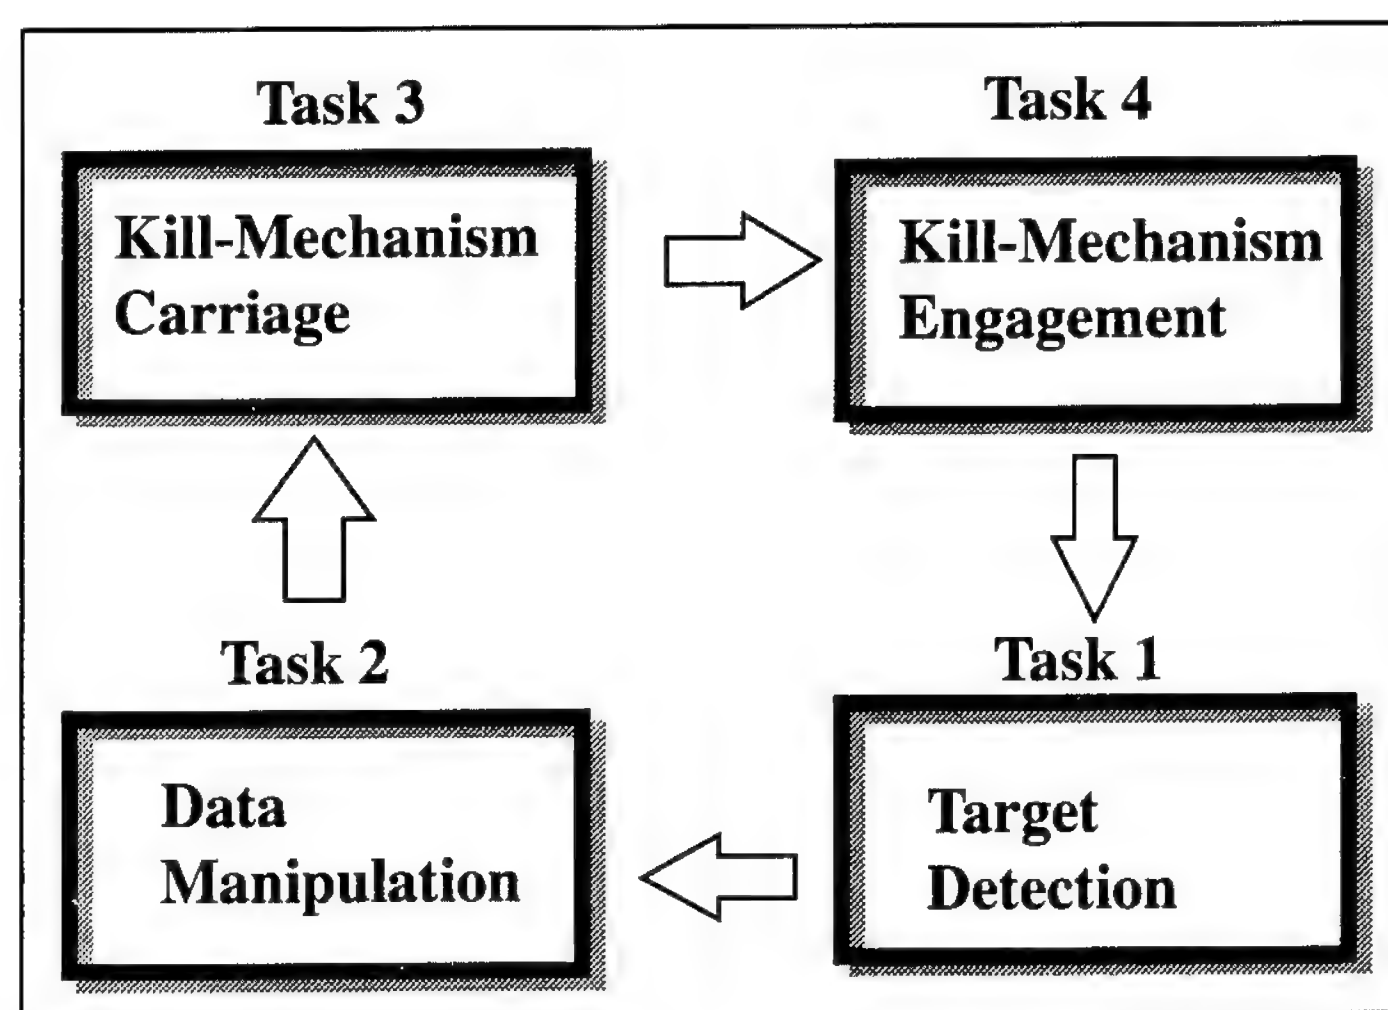 Task 3
Kill-Mechanism
Carriage
Task 4
Kill-Mechanism
Engagement
Task 2
Data
Manipulation
Task 1
Target
Detection